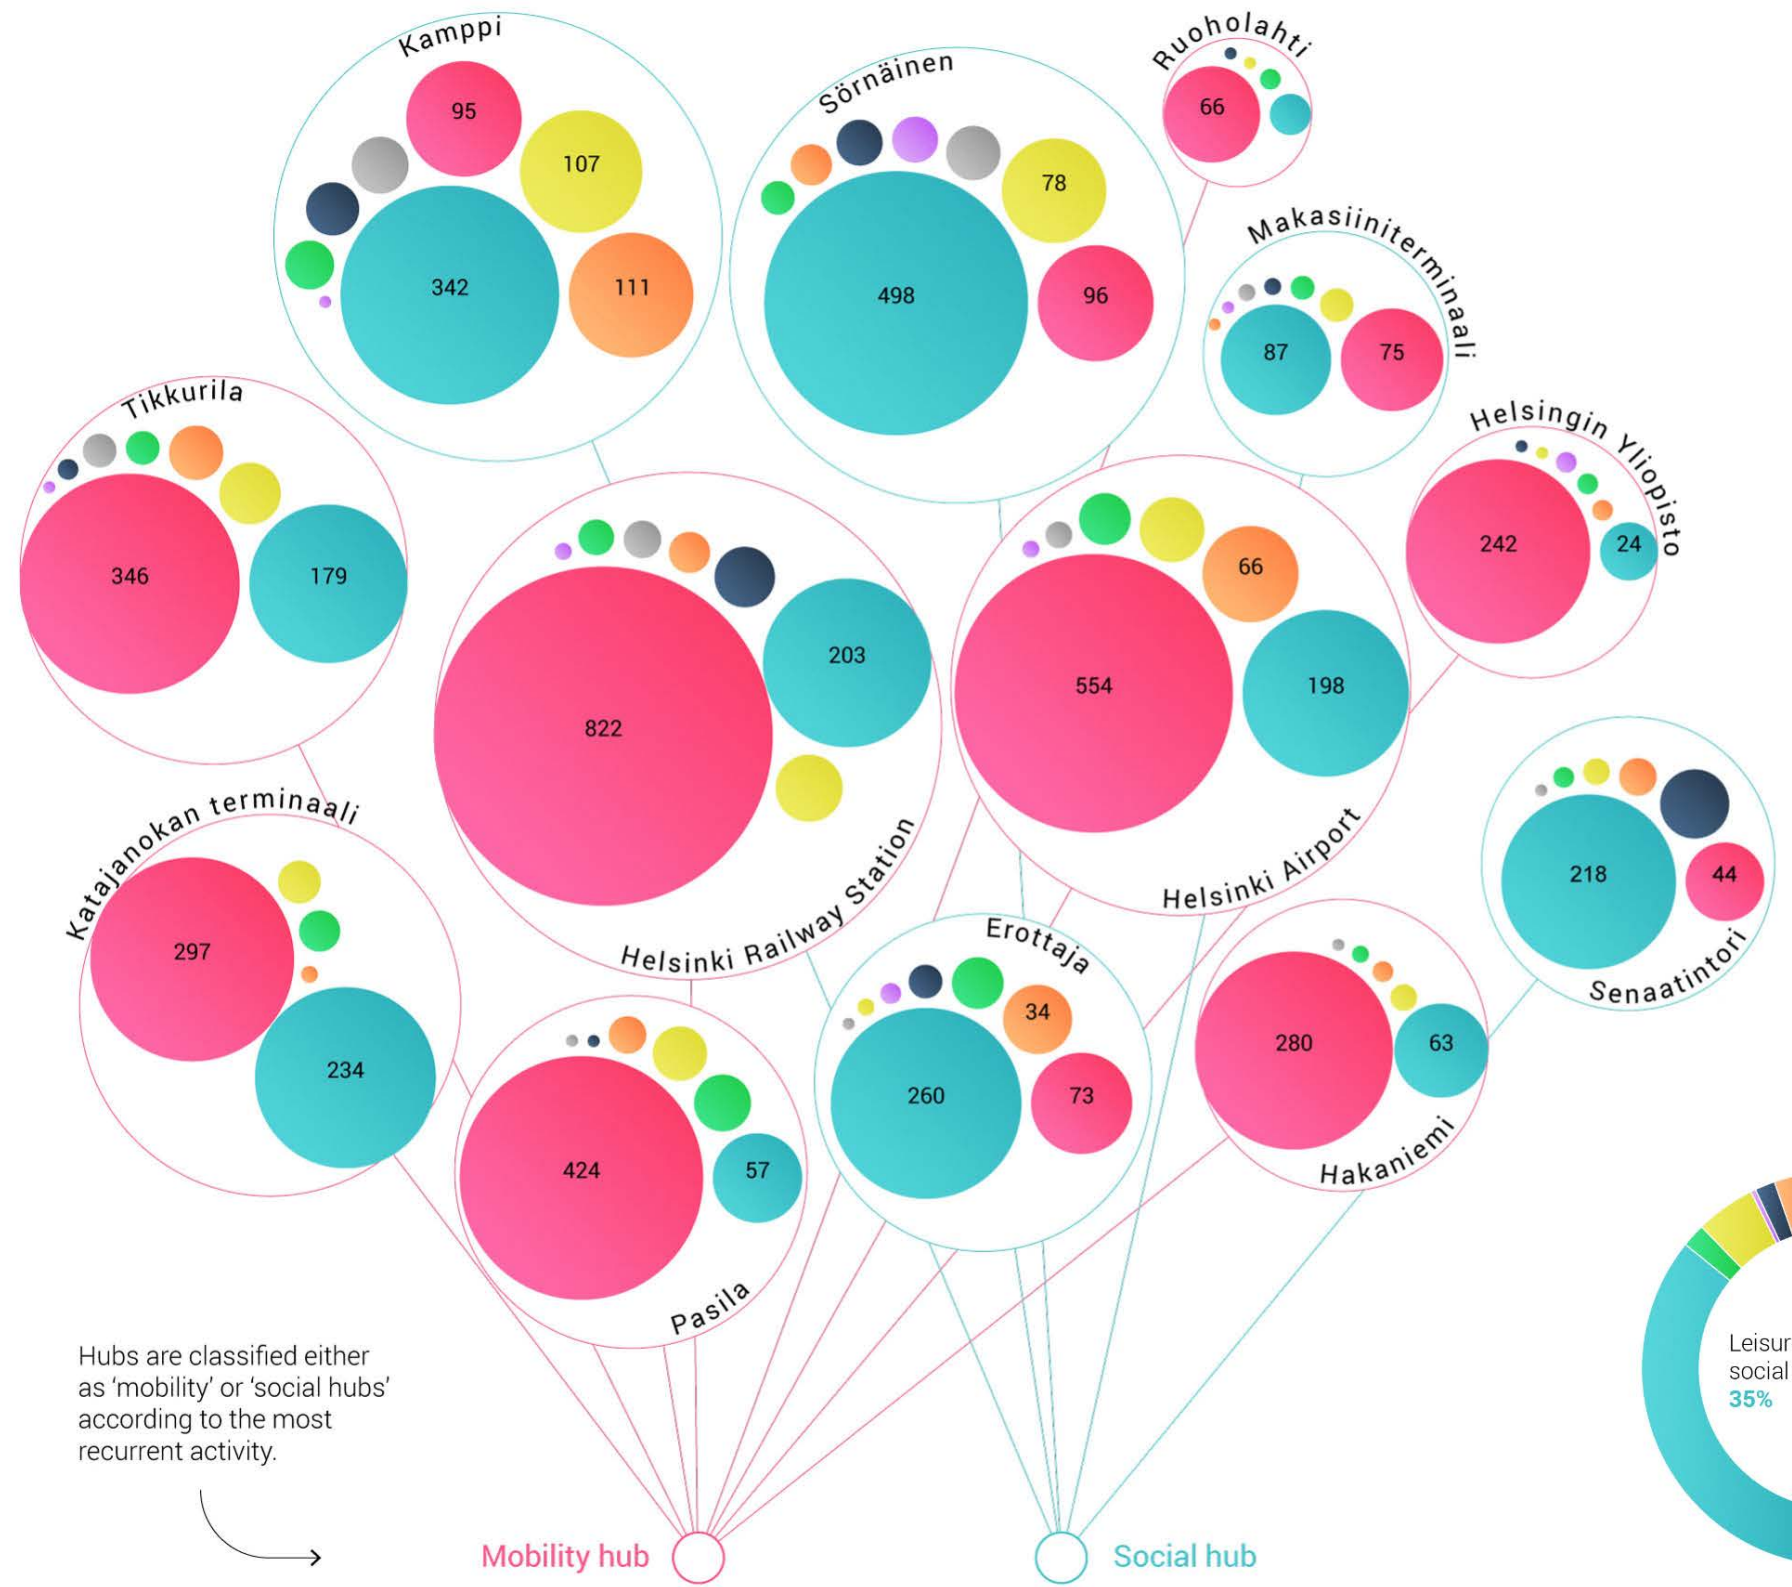 Kamppi
95
107
342
111
Sörnäinen
78
498
96
Ruoholahti
66
Makasiiniterminaali
87
75
Tikkurila
346
179
Helsingin Yliopisto
242
24
822
203
Helsinki Railway Station
66
554
198
Helsinki Airport
Katajanokan terminaali
297
234
218
44
Senaatintori
Erottaja
34
260
73
280
63
Hakaniemi
424
57
Pasila
Hubs are classified either
as ‘mobility’ or ‘social hubs’
according to the most
recurrent activity.
Leisur
social
35%
Mobility hub
Social hub